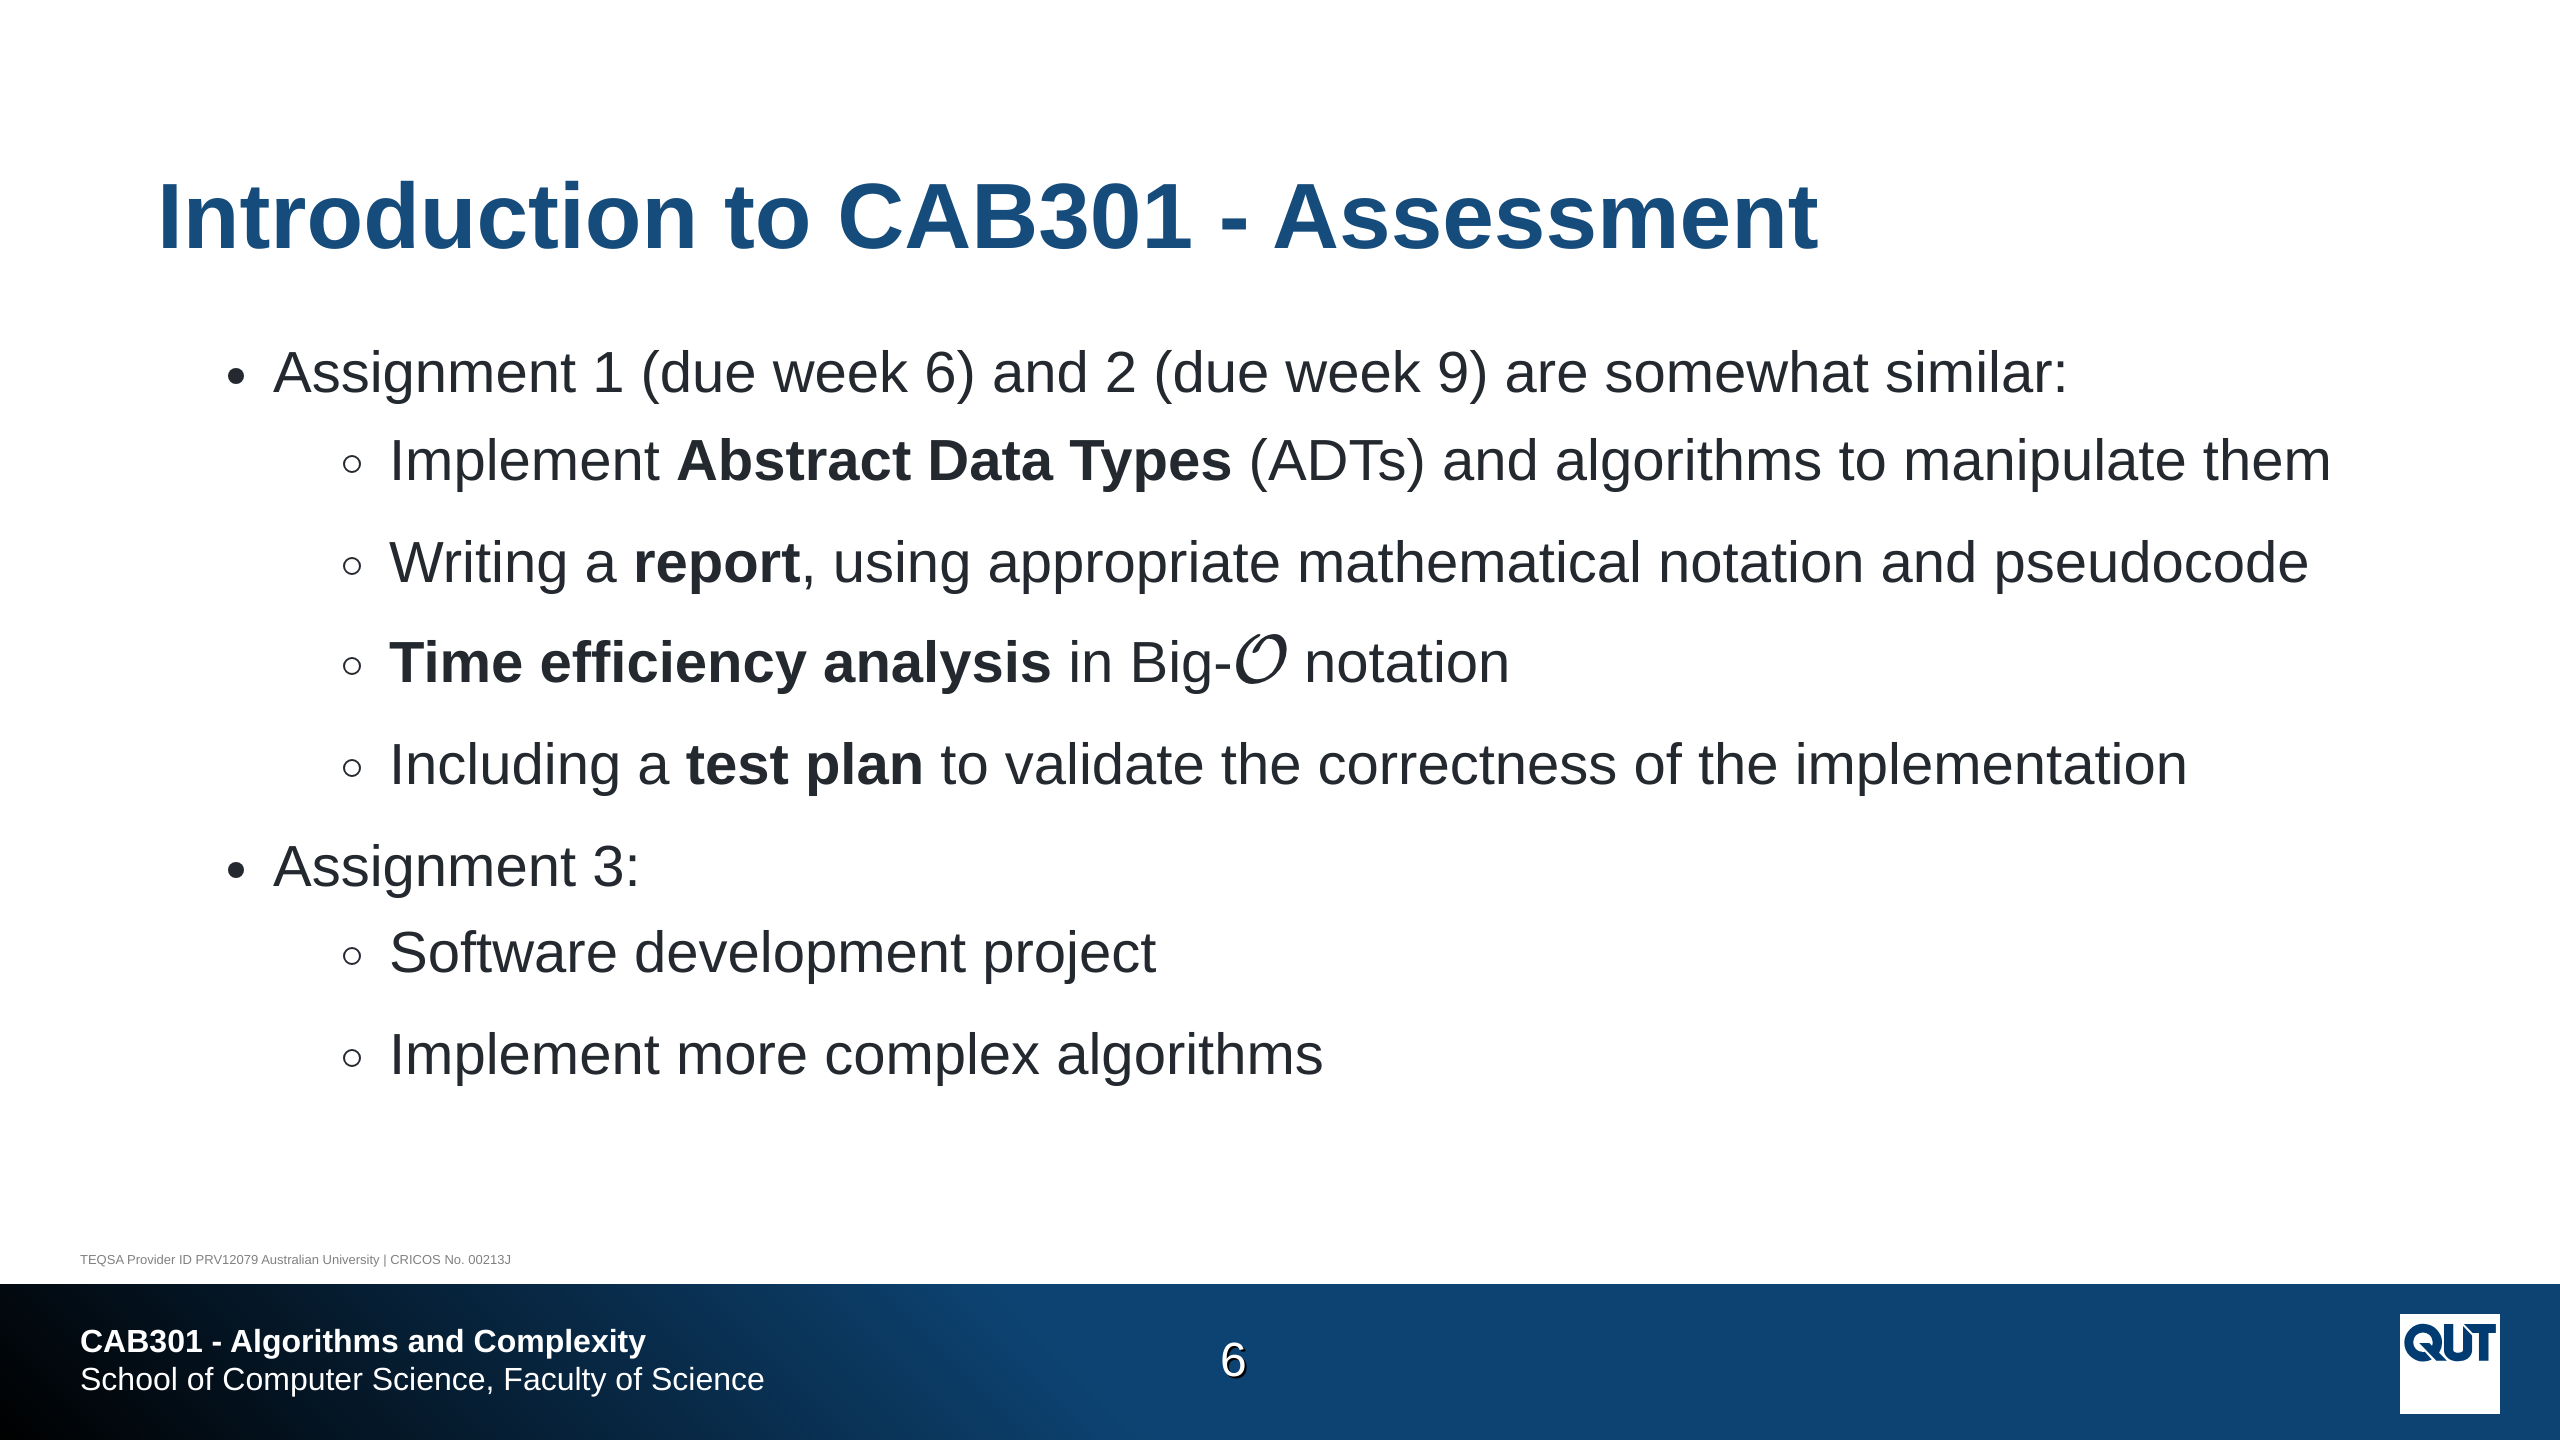 Introduction to CAB301 - Assessment
• Assignment 1 (due week 6) and 2 (due week 9) are somewhat similar:
○ Implement Abstract Data Types (ADTs) and algorithms to manipulate them
○ Writing a report, using appropriate mathematical notation and pseudocode
○ Time efficiency analysis in Big-𝒪 notation
○ Including a test plan to validate the correctness of the implementation
• Assignment 3:
○ Software development project
○ Implement more complex algorithms
TEQSA Provider ID PRV12079 Australian University | CRICOS No. 00213J
CAB301 - Algorithms and Complexity
School of Computer Science, Faculty of Science
6
QUT